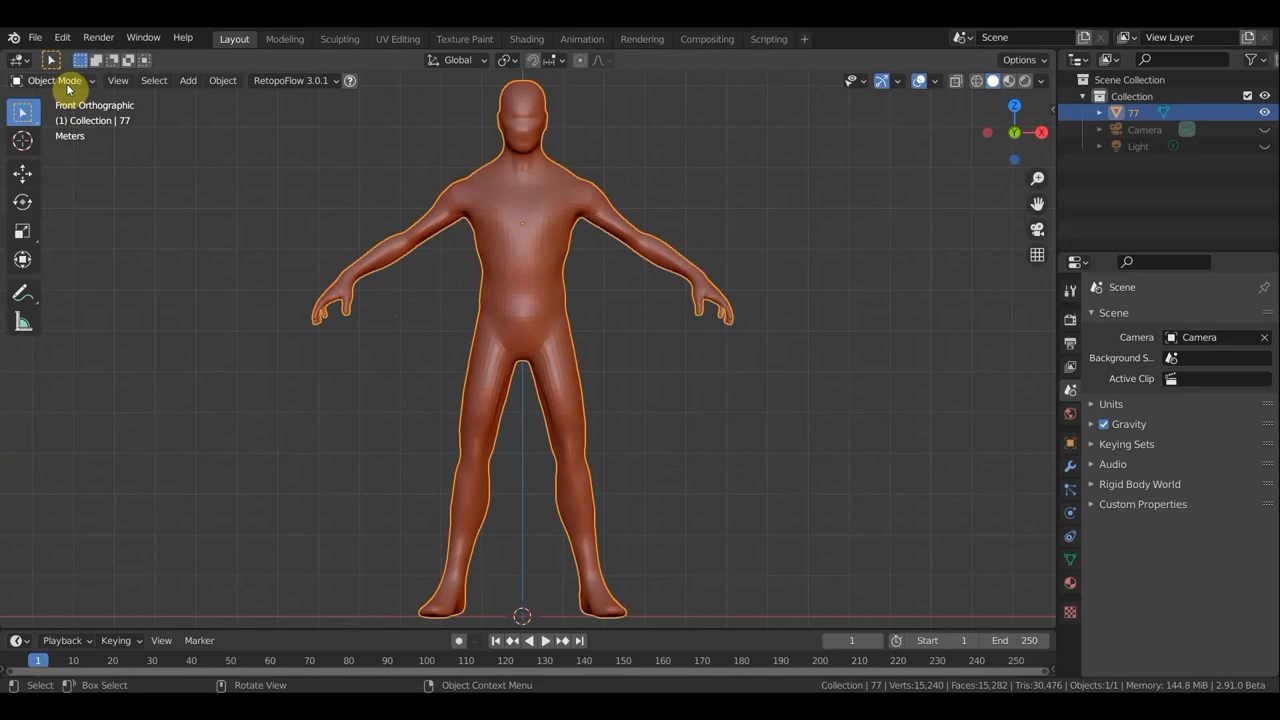 File Edit Render Window Help Layout Modeling Sculpting UV Editing Texture Paint Shading Animation Rendering Compositing Scripting + Scene View Layer
Global Options
Object Mode View Select Add Object RetopoFlow 3.0.1 ?
Front Orthographic
(1) Collection | 77
Meters
Z
Y X
Scene Collection
Collection
77
Camera
Light
Scene
Scene
Camera Camera
Background S...
Active Clip
Units
Gravity
Keying Sets
Audio
Rigid Body World
Custom Properties
Playback Keying View Marker 1 Start 1 End 250
1 10 20 30 40 50 60 70 80 90 100 110 120 130 140 150 160 170 180 190 200 210 220 230 240 250
Select Box Select Rotate View Object Context Menu Collection | 77 | Verts:15,240 | Faces:15,282 | Tris:30,476 | Objects:1/1 | Memory: 144.8 MiB | 2.91.0 Beta